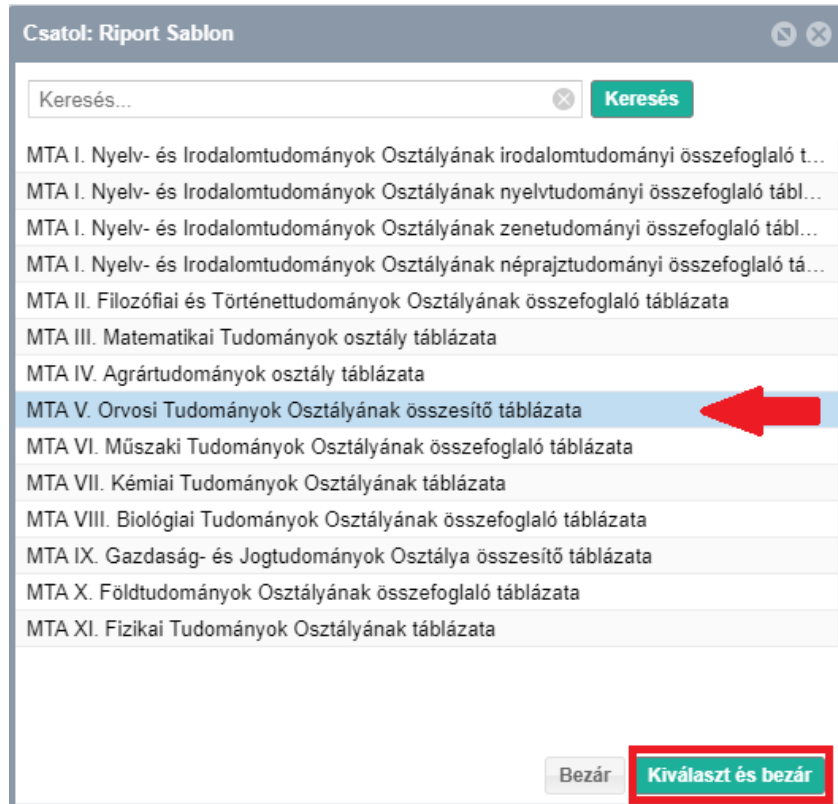 Csatol: Riport Sablon
Keresés...
Keresés
MTA I. Nyelv- és Irodalomtudományok Osztályának irodalomtudományi összefoglaló t...
MTA I. Nyelv- és Irodalomtudományok Osztályának nyelvtudományi összefoglaló tábl...
MTA I. Nyelv- és Irodalomtudományok Osztályának zenetudományi összefoglaló tábl...
MTA I. Nyelv- és Irodalomtudományok Osztályának néprajztudományi összefoglaló tá...
MTA II. Filozófiai és Történettudományok Osztályának összefoglaló táblázata
MTA III. Matematikai Tudományok osztály táblázata
MTA IV. Agrártudományok osztály táblázata
MTA V. Orvosi Tudományok Osztályának összesítő táblázata
MTA VI. Műszaki Tudományok Osztályának összefoglaló táblázata
MTA VII. Kémiai Tudományok Osztályának táblázata
MTA VIII. Biológiai Tudományok Osztályának összefoglaló táblázata
MTA IX. Gazdaság- és Jogtudományok Osztálya összesítő táblázata
MTA X. Földtudományok Osztályának összefoglaló táblázata
MTA XI. Fizikai Tudományok Osztályának táblázata
Bezár
Kiválaszt és bezár